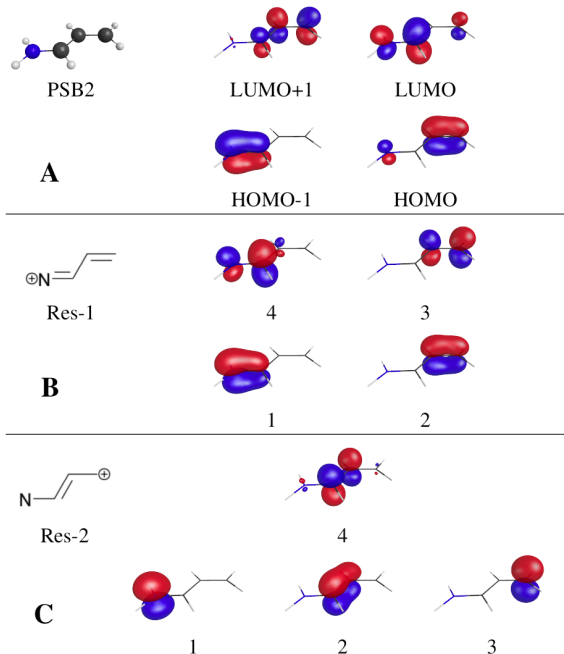 PSB2 LUMO+1 LUMO
A
HOMO-1 HOMO
⊕N
Res-1 4 3
B
1 2
⊕
N
Res-2 4
C
1 2 3